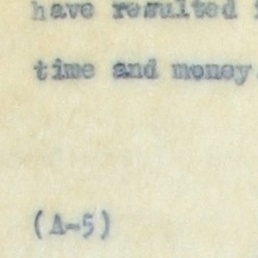 have resulted
time and money.
(A-5)